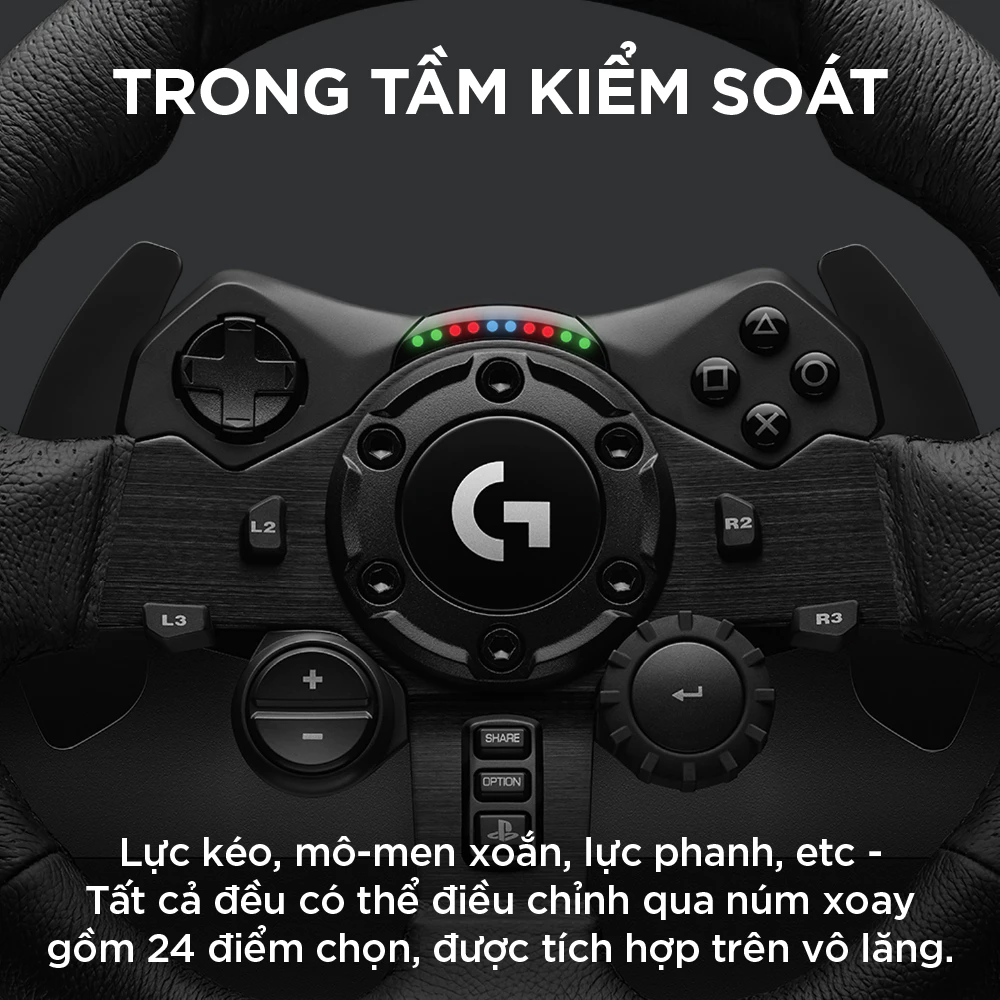 TRONG TẦM KIỂM SOÁT
L2
R2
L3
R3
+
-
SHARE
OPTION
Lực kéo, mô-men xoắn, lực phanh, etc -
Tất cả đều có thể điều chỉnh qua núm xoay
gồm 24 điểm chọn, được tích hợp trên vô lăng.